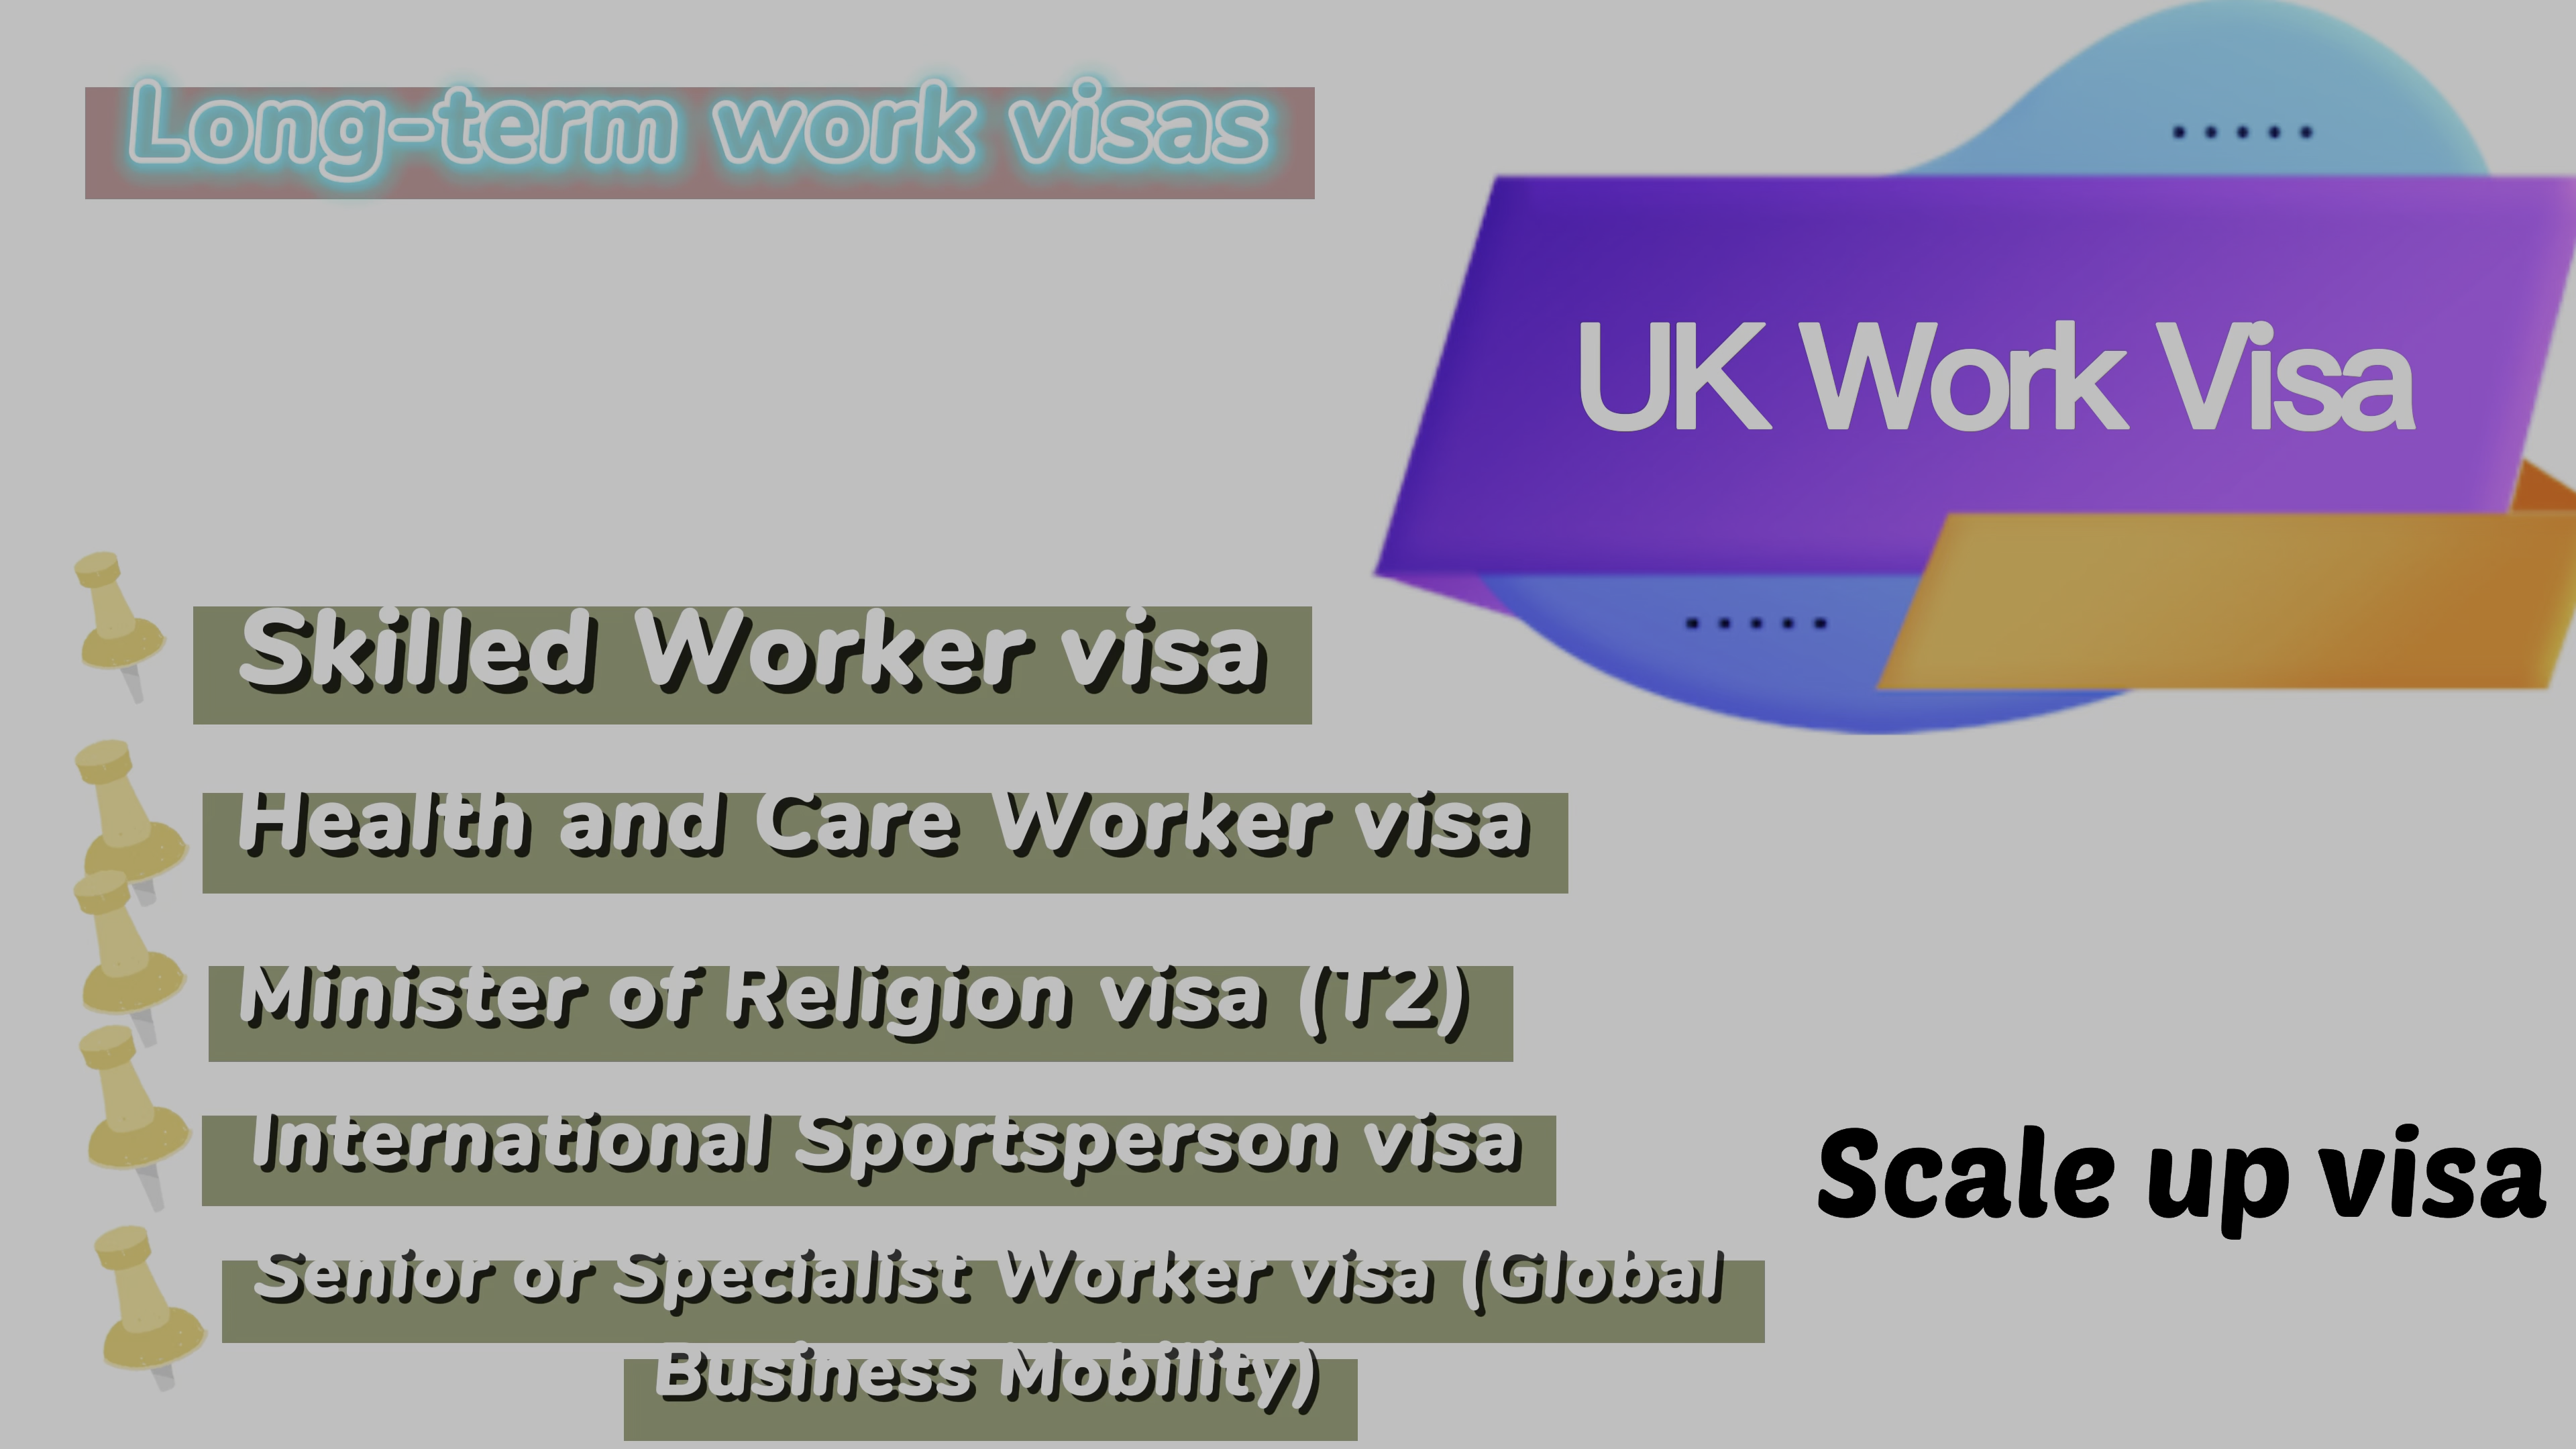 Long-term work visas
UK Work Visa
Skilled Worker visa
Health and Care Worker visa
Minister of Religion visa (T2)
International Sportsperson visa
Senior or Specialist Worker visa (Global
Business Mobility)
Scale up visa